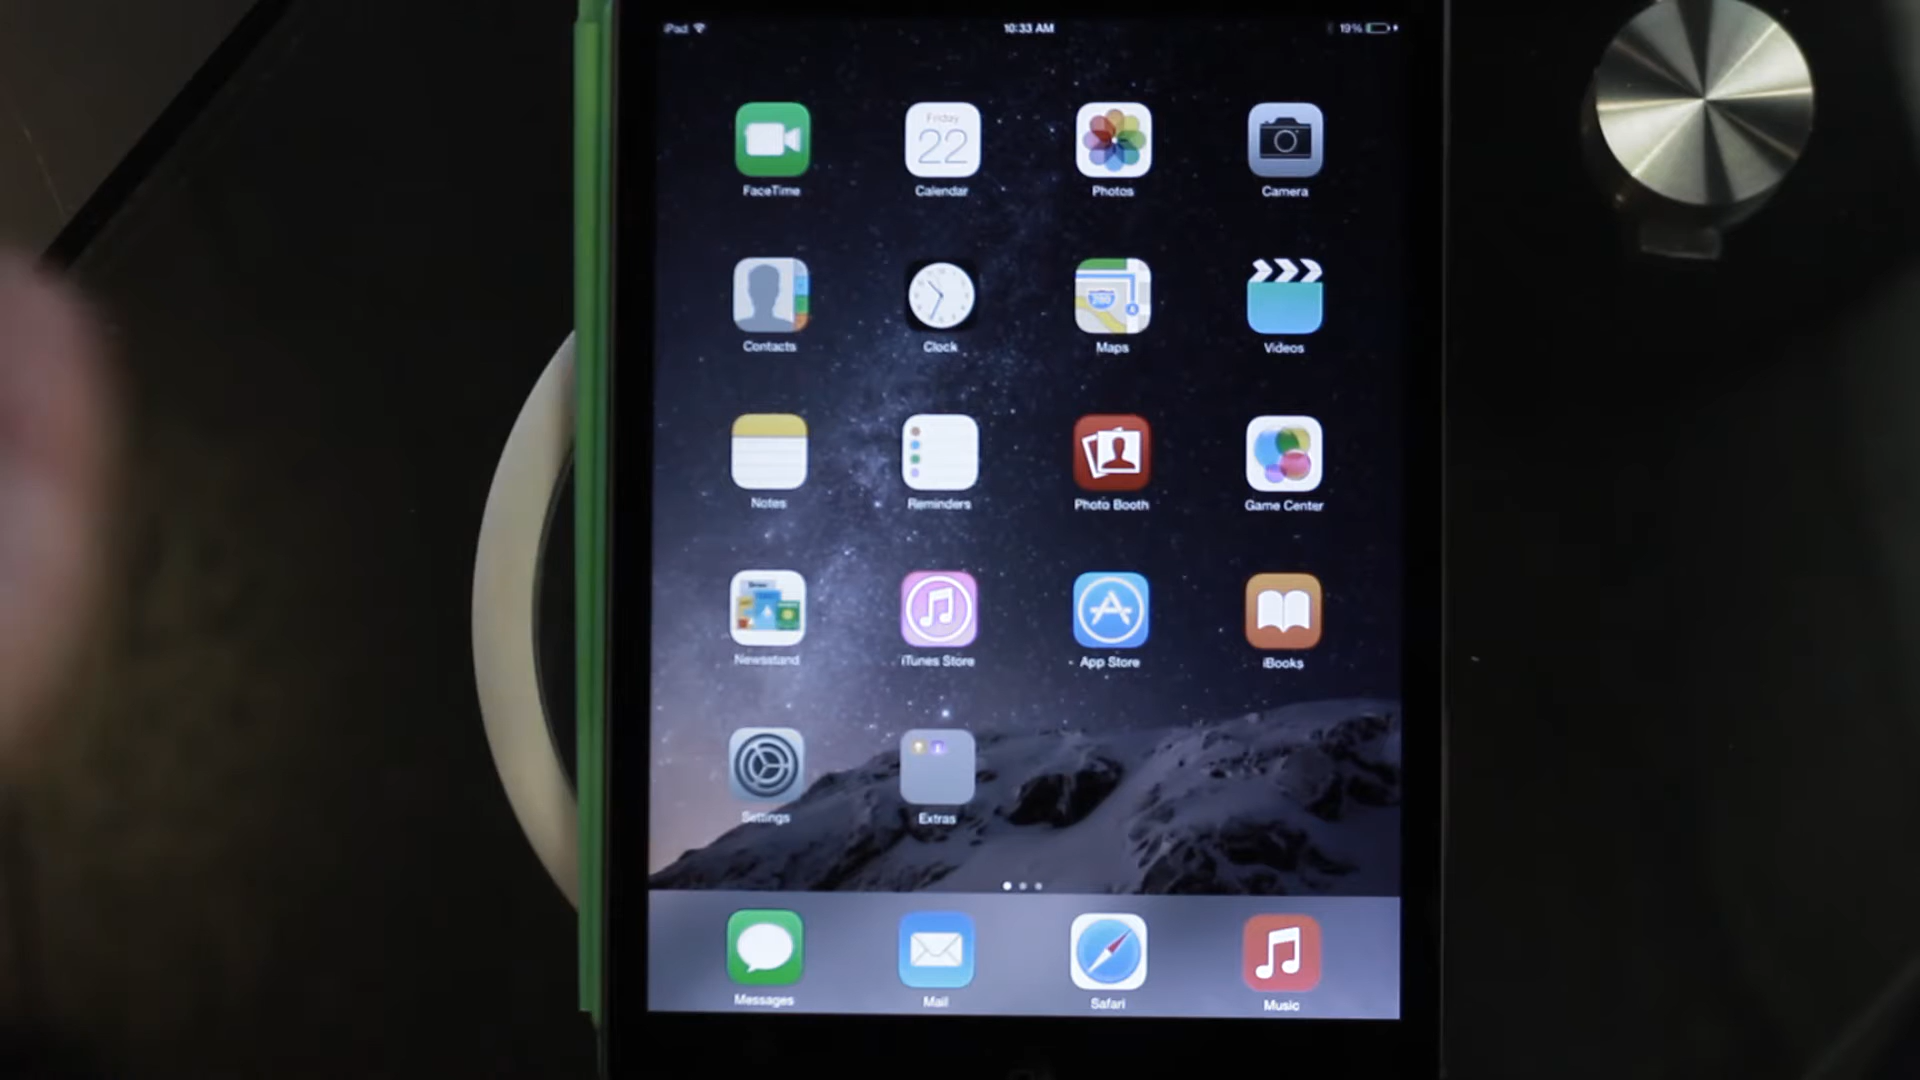 iPad 10:33 AM 19%
Friday
22
FaceTime Calendar Photos Camera
280
Contacts Clock Maps Videos
Notes Reminders Photo Booth Game Center
Newsstand iTunes Store App Store iBooks
Settings Extras
Messages Mail Safari Music